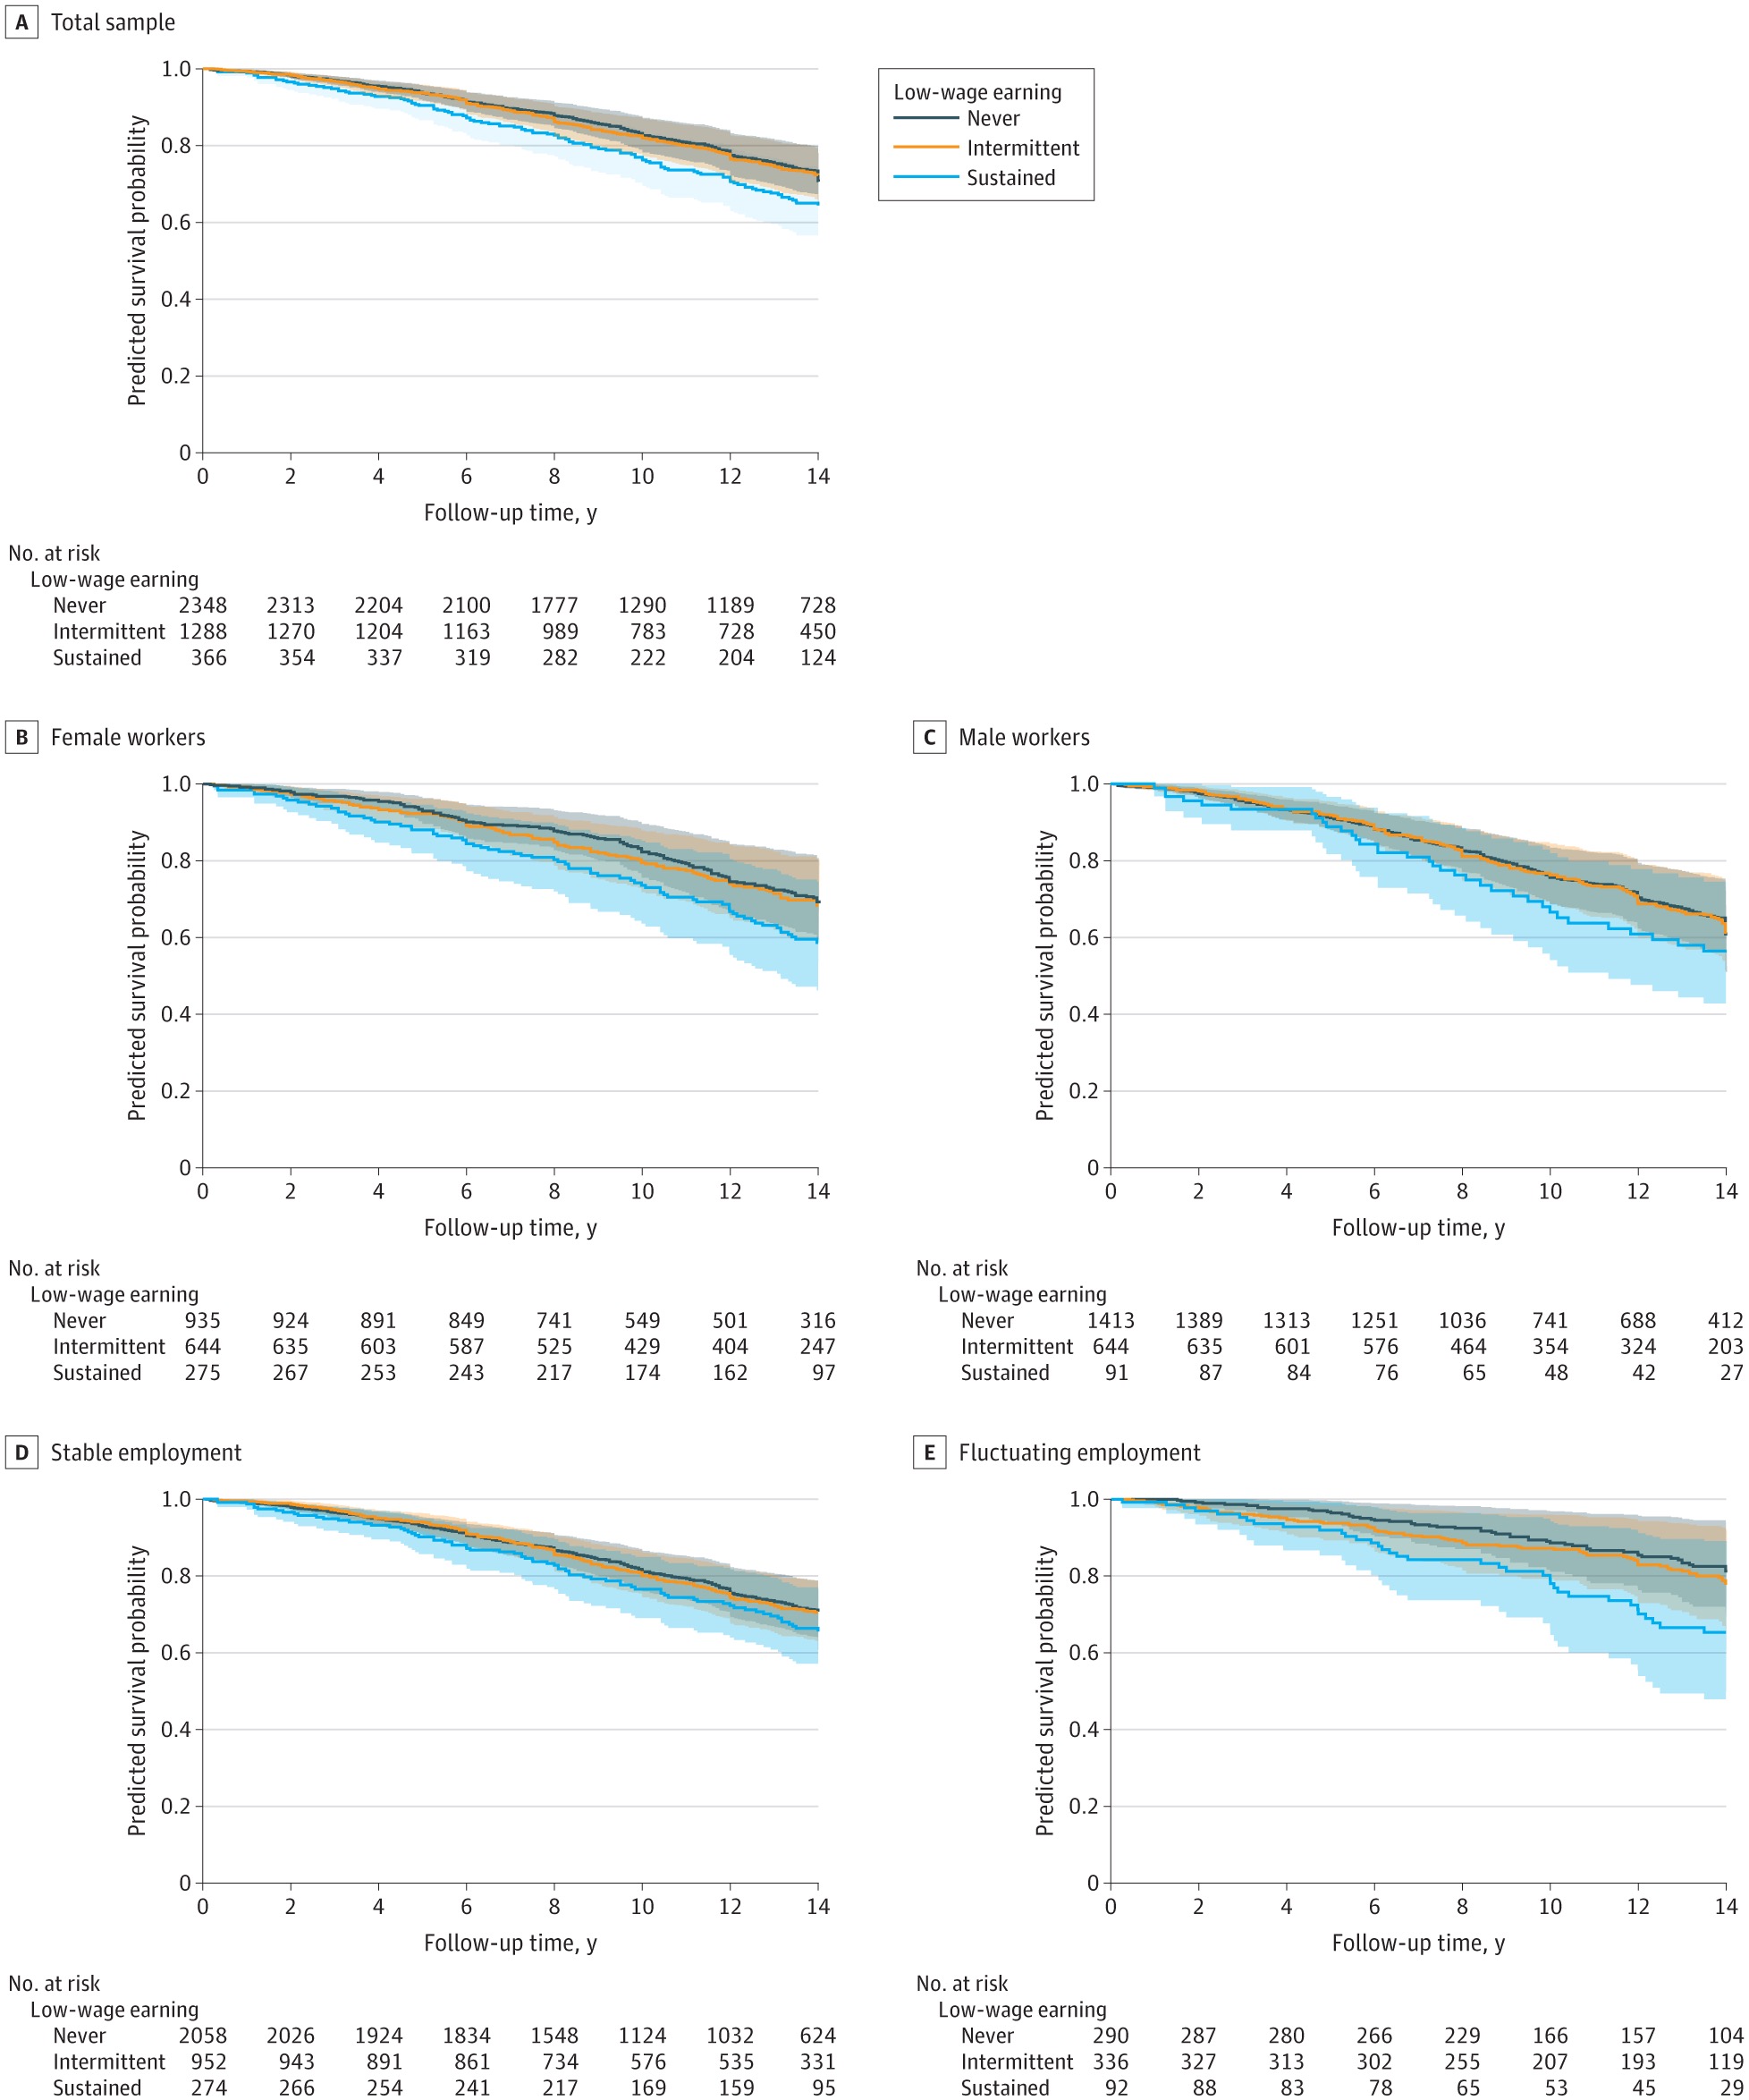 A Total sample
Predicted survival probability
1.0
0.8
0.6
0.4
0.2
0
0 2 4 6 8 10 12 14
Follow-up time, y
Low-wage earning
Never
Intermittent
Sustained
No. at risk
Low-wage earning
Never 2348 2313 2204 2100 1777 1290 1189 728
Intermittent 1288 1270 1204 1163 989 783 728 450
Sustained 366 354 337 319 282 222 204 124
B Female workers
Predicted survival probability
1.0
0.8
0.6
0.4
0.2
0
0 2 4 6 8 10 12 14
Follow-up time, y
No. at risk
Low-wage earning
Never 935 924 891 849 741 549 501 316
Intermittent 644 635 603 587 525 429 404 247
Sustained 275 267 253 243 217 174 162 97
C Male workers
Predicted survival probability
1.0
0.8
0.6
0.4
0.2
0
0 2 4 6 8 10 12 14
Follow-up time, y
No. at risk
Low-wage earning
Never 1413 1389 1313 1251 1036 741 688 412
Intermittent 644 635 601 576 464 354 324 203
Sustained 91 87 84 76 65 48 42 27
D Stable employment
Predicted survival probability
1.0
0.8
0.6
0.4
0.2
0
0 2 4 6 8 10 12 14
Follow-up time, y
No. at risk
Low-wage earning
Never 2058 2026 1924 1834 1548 1124 1032 624
Intermittent 952 943 891 861 734 576 535 331
Sustained 274 266 254 241 217 169 159 95
E Fluctuating employment
Predicted survival probability
1.0
0.8
0.6
0.4
0.2
0
0 2 4 6 8 10 12 14
Follow-up time, y
No. at risk
Low-wage earning
Never 290 287 280 266 229 166 157 104
Intermittent 336 327 313 302 255 207 193 119
Sustained 92 88 83 78 65 53 45 29